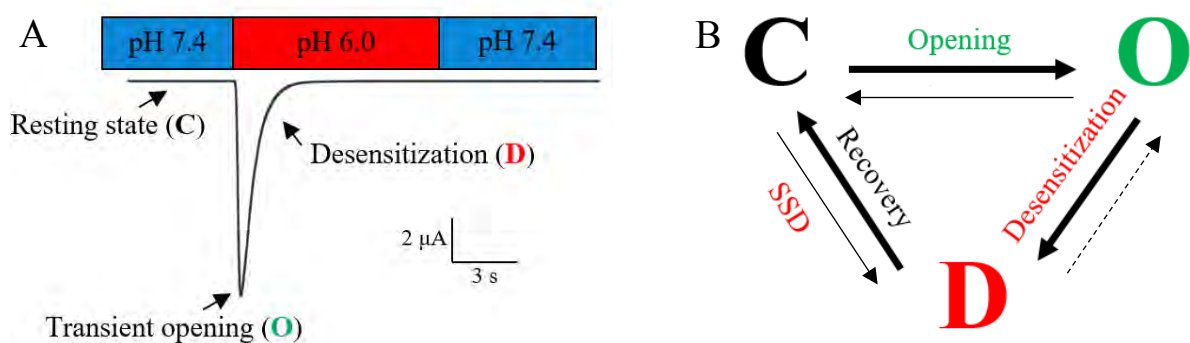 A
pH 7.4 pH 6.0 pH 7.4
Resting state (C)
Desensitization (D)
2 µA
3 s
Transient opening (O)
B
C
Opening
O
Recovery
SSD
Desensitization
D